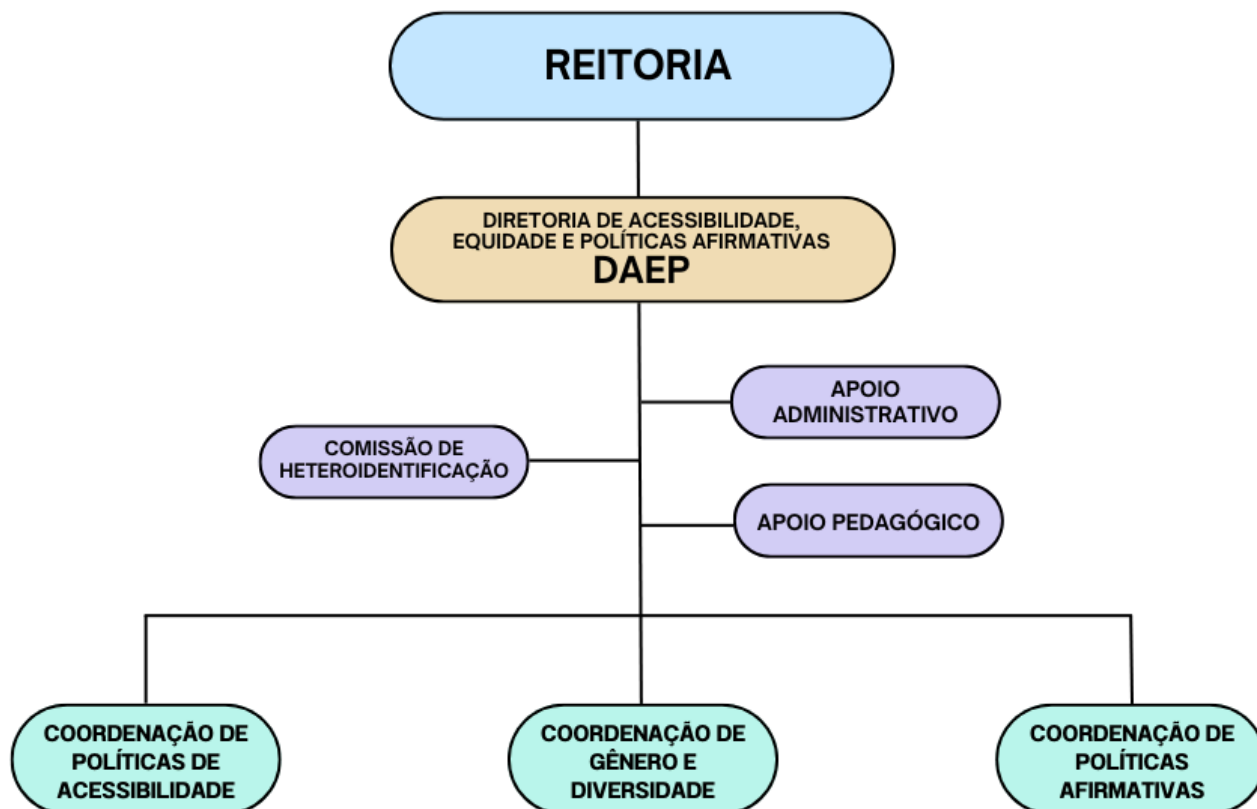 REITORIA
DIRETORIA DE ACESSIBILIDADE,
EQUIDADE E POLÍTICAS AFIRMATIVAS
DAEP
APOIO
ADMINISTRATIVO
COMISSÃO DE
HETEROIDENTIFICAÇÃO
APOIO PEDAGÓGICO
COORDENAÇÃO DE
POLÍTICAS DE
ACESSIBILIDADE
COORDENAÇÃO DE
GÊNERO E
DIVERSIDADE
COORDENAÇÃO DE
POLÍTICAS
AFIRMATIVAS